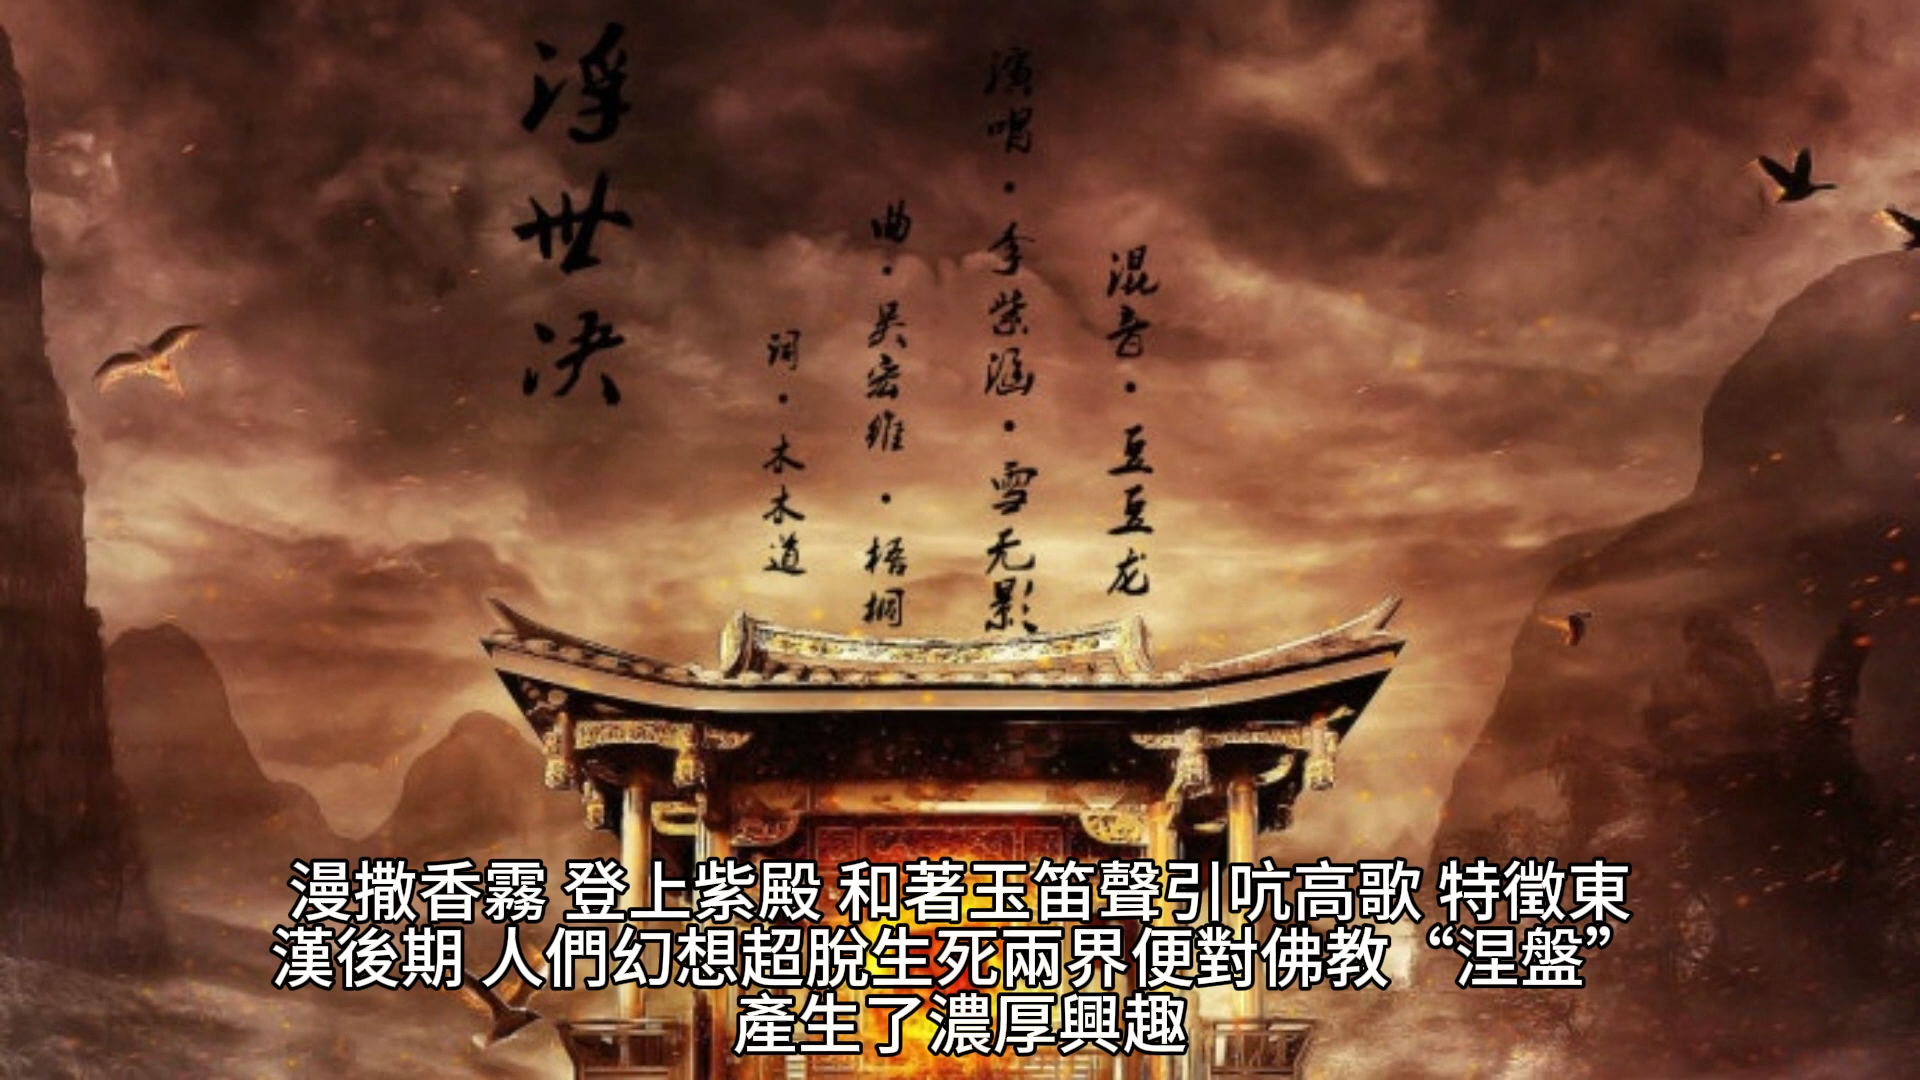 浮世决
词·木木道
曲·吴宏维·梧桐
演唱·李紫涵·雪无影
混音·豆豆龙
漫撒香霧 登上紫殿 和著玉笛聲引吭高歌 特徵東
漢後期 人們幻想超脫生死兩界便對佛教“涅盤”
產生了濃厚興趣